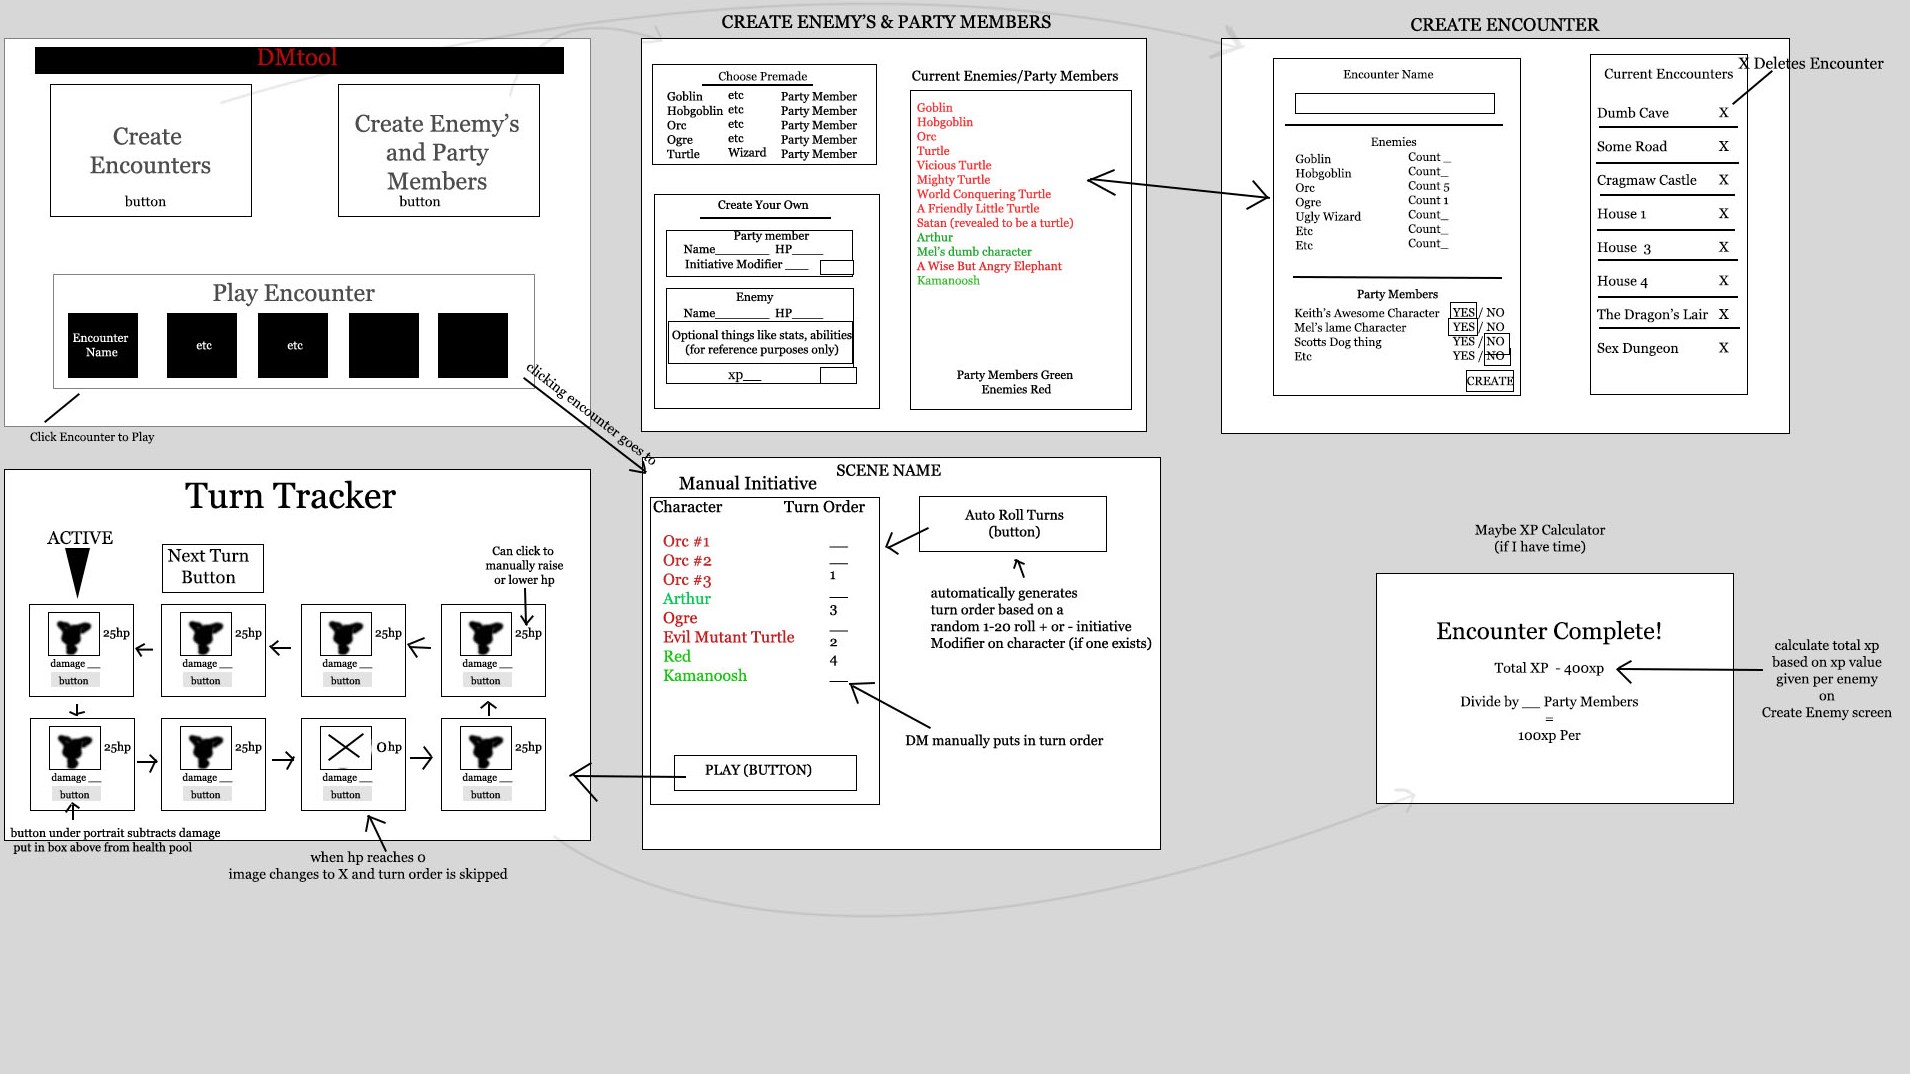 CREATE ENEMY'S & PARTY MEMBERS
CREATE ENCOUNTER
DMtool
Create
Encounters
button
Create Enemy's
and Party
Members
button
Play Encounter
Encounter
Name
etc
etc
Click Encounter to Play
clicking encounter goes to
Choose Premade
Goblin etc Party Member
Hobgoblin etc Party Member
Orc etc Party Member
Ogre etc Party Member
Turtle Wizard Party Member
Create Your Own
Party member
Name______ HP____
Initiative Modifier ___
Enemy
Name______ HP____
Optional things like stats, abilities
(for reference purposes only)
xp__
Current Enemies/Party Members
Goblin
Hobgoblin
Orc
Turtle
Vicious Turtle
Mighty Turtle
World Conquering Turtle
A Friendly Little Turtle
Satan (revealed to be a turtle)
Arthur
Mel's dumb character
A Wise But Angry Elephant
Kamanoosh
Party Members Green
Enemies Red
Encounter Name
Enemies
Goblin Count _
Hobgoblin Count_
Orc Count 5
Ogre Count 1
Ugly Wizard Count_
Etc Count_
Etc Count_
Party Members
Keith's Awesome Character YES / NO
Mel's lame Character YES / NO
Scotts Dog thing YES / NO
Etc YES / NO
CREATE
Current Enccounters
X Deletes Encounter
Dumb Cave X
Some Road X
Cragmaw Castle X
House 1 X
House 3 X
House 4 X
The Dragon's Lair X
Sex Dungeon X
Turn Tracker
ACTIVE
Next Turn
Button
Can click to
manually raise
or lower hp
25hp 25hp 25hp 25hp
damage __ damage __ damage __ damage __
button button button button
25hp 25hp 0hp 25hp
damage __ damage __ damage __ damage __
button button button button
button under portrait subtracts damage
put in box above from health pool
when hp reaches 0
image changes to X and turn order is skipped
SCENE NAME
Manual Initiative
Character Turn Order
Orc #1 __
Orc #2 __
Orc #3 1
Arthur __
Ogre 3
__
Evil Mutant Turtle 2
Red 4
Kamanoosh __
PLAY (BUTTON)
Auto Roll Turns
(button)
automatically generates
turn order based on a
random 1-20 roll + or - initiative
Modifier on character (if one exists)
DM manually puts in turn order
Maybe XP Calculator
(if I have time)
Encounter Complete!
Total XP - 400xp
Divide by __ Party Members
=
100xp Per
calculate total xp
based on xp value
given per enemy
on
Create Enemy screen